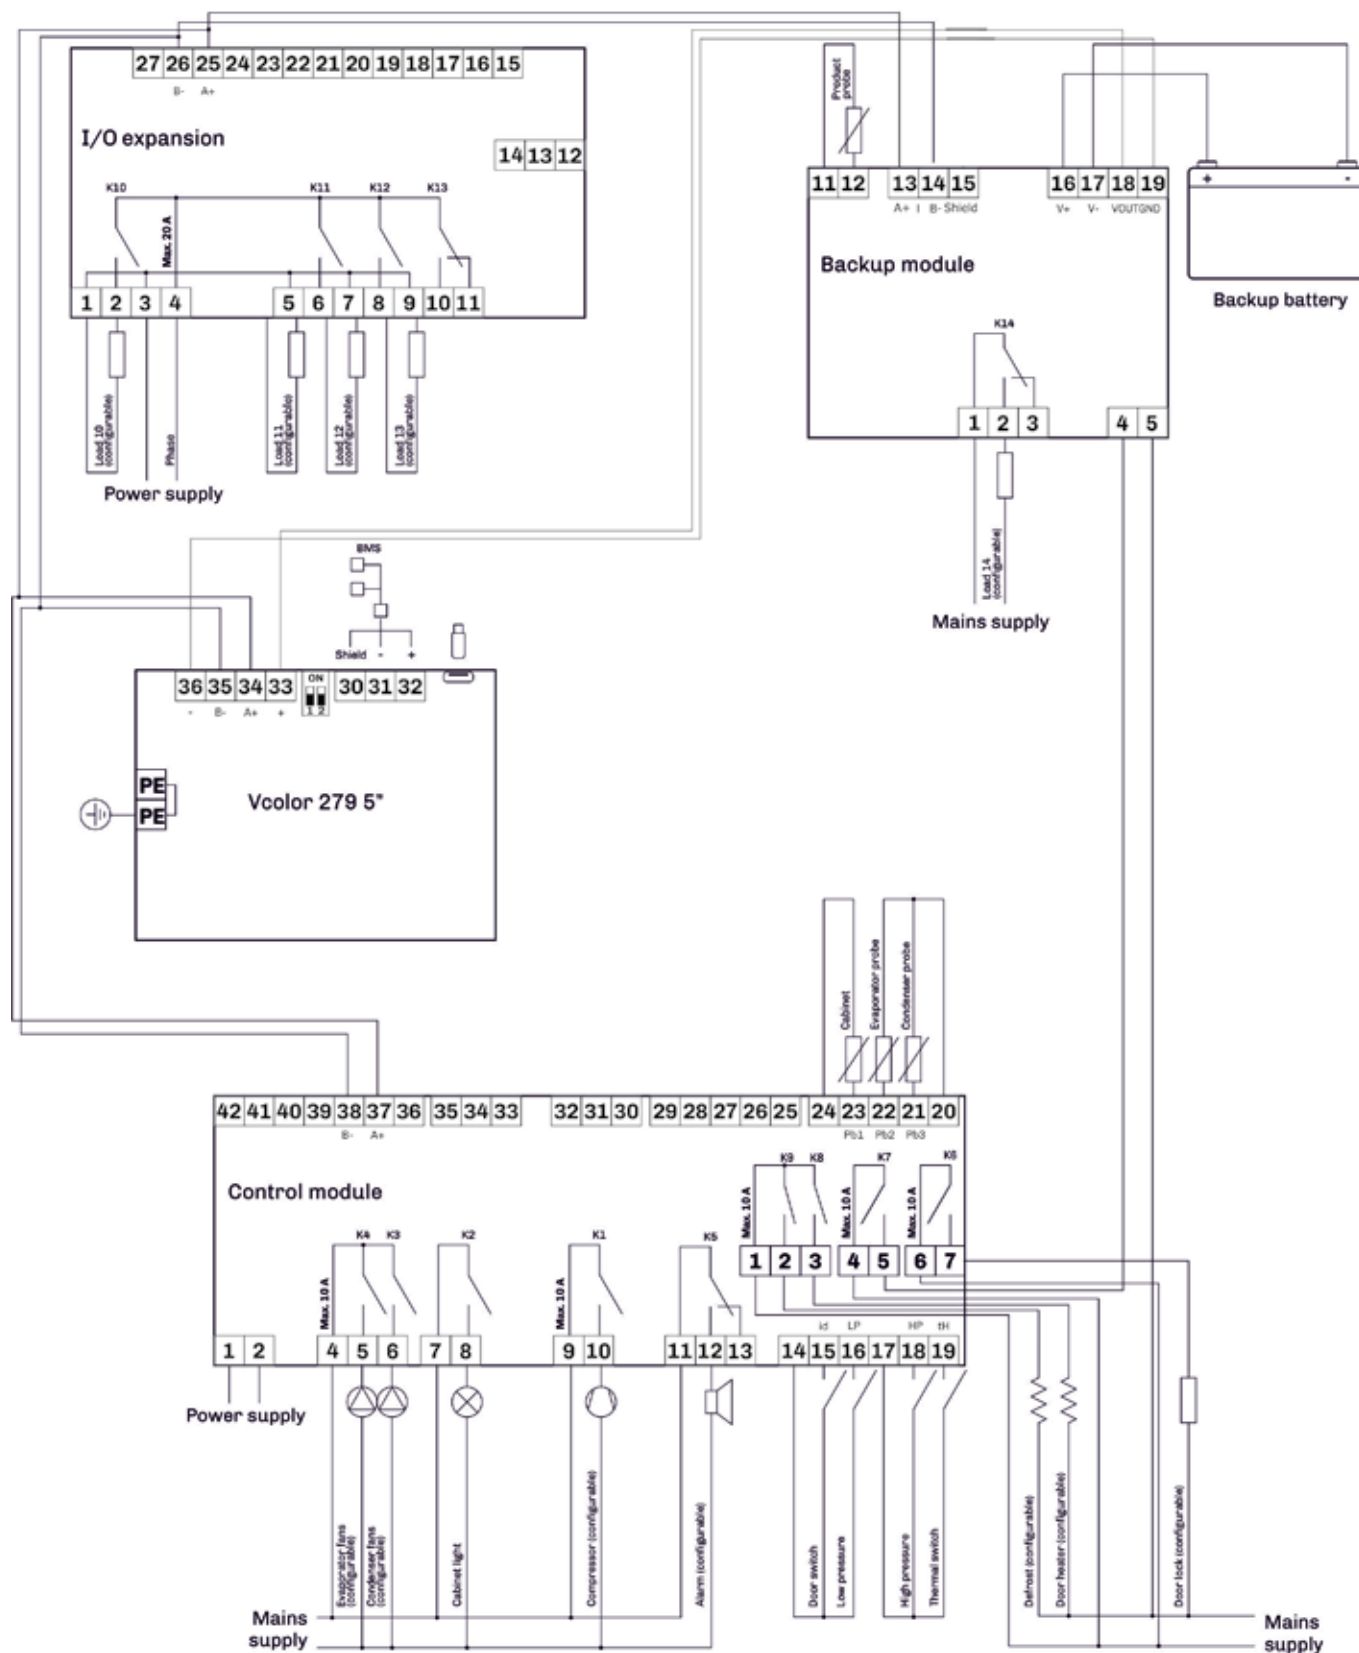 27 26 25 24 23 22 21 20 19 18 17 16 15
B- A+
I/O expansion
14 13 12
K10 K11 K12 K13
Max. 20 A
1 2 3 4 5 6 7 8 9 10 11
Load 10
(configurable)
Phase
Load 11
(configurable)
Load 12
(configurable)
Load 13
(configurable)
Power supply
Product
probe
11 12 13 14 15 16 17 18 19
A+ I B- Shield V+ V- VOUT GND
Backup module
K14
1 2 3 4 5
Load 14
(configurable)
Mains supply
+ -
Backup battery
BMS
Shield - +
36 35 34 33 ON 30 31 32
- B- A+ + 1 2
PE
PE
Vcolor 279 5"
Cabinet
Evaporator probe
Condenser probe
42 41 40 39 38 37 36 35 34 33 32 31 30 29 28 27 26 25 24 23 22 21 20
B- A+ Pb1 Pb2 Pb3
Control module
K9 K8 K7 K6
Max. 10 A
Max. 10 A
Max. 10 A
1 2 3 4 5 6 7
K4 K3 K2 K1 K5
Max. 10 A
Max. 10 A
id LP HP tH
1 2 4 5 6 7 8 9 10 11 12 13 14 15 16 17 18 19
Power supply
Evaporator fans
(configurable)
Condenser fans
(configurable)
Cabinet light
Compressor (configurable)
Alarm (configurable)
Door switch
Low pressure
High pressure
Thermal switch
Defrost (configurable)
Door heater (configurable)
Door lock (configurable)
Mains
supply
Mains
supply